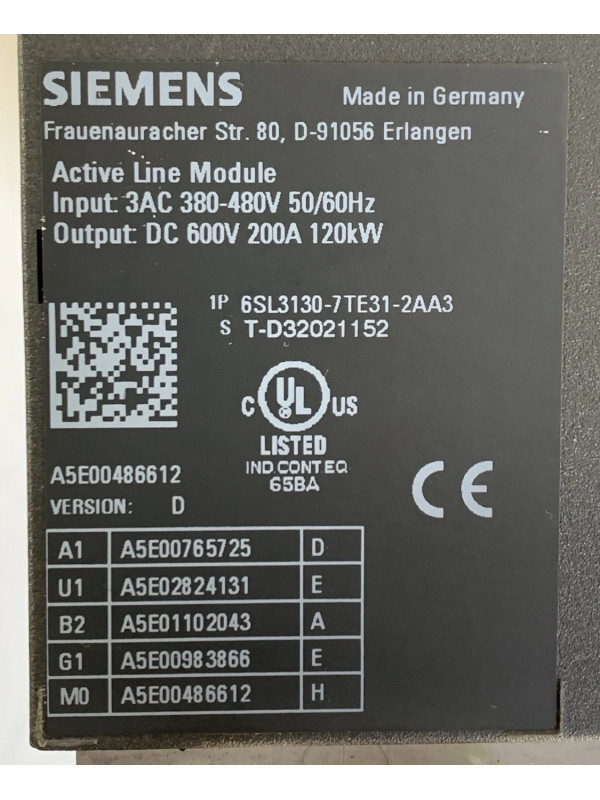 SIEMENS
Made in Germany
Frauenauracher Str. 80, D-91056 Erlangen
Active Line Module
Input: 3AC 380-480V 50/60Hz
Output: DC 600V 200A 120kW
1P 6SL3130-7TE31-2AA3
S T-D32021152
C UL ® US
LISTED
IND.CONT.EQ
65BA
CE
A5E00486612
VERSION: D
A1 A5E00765725 D
U1 A5E02824131 E
B2 A5E01102043 A
G1 A5E00983866 E
M0 A5E00486612 H